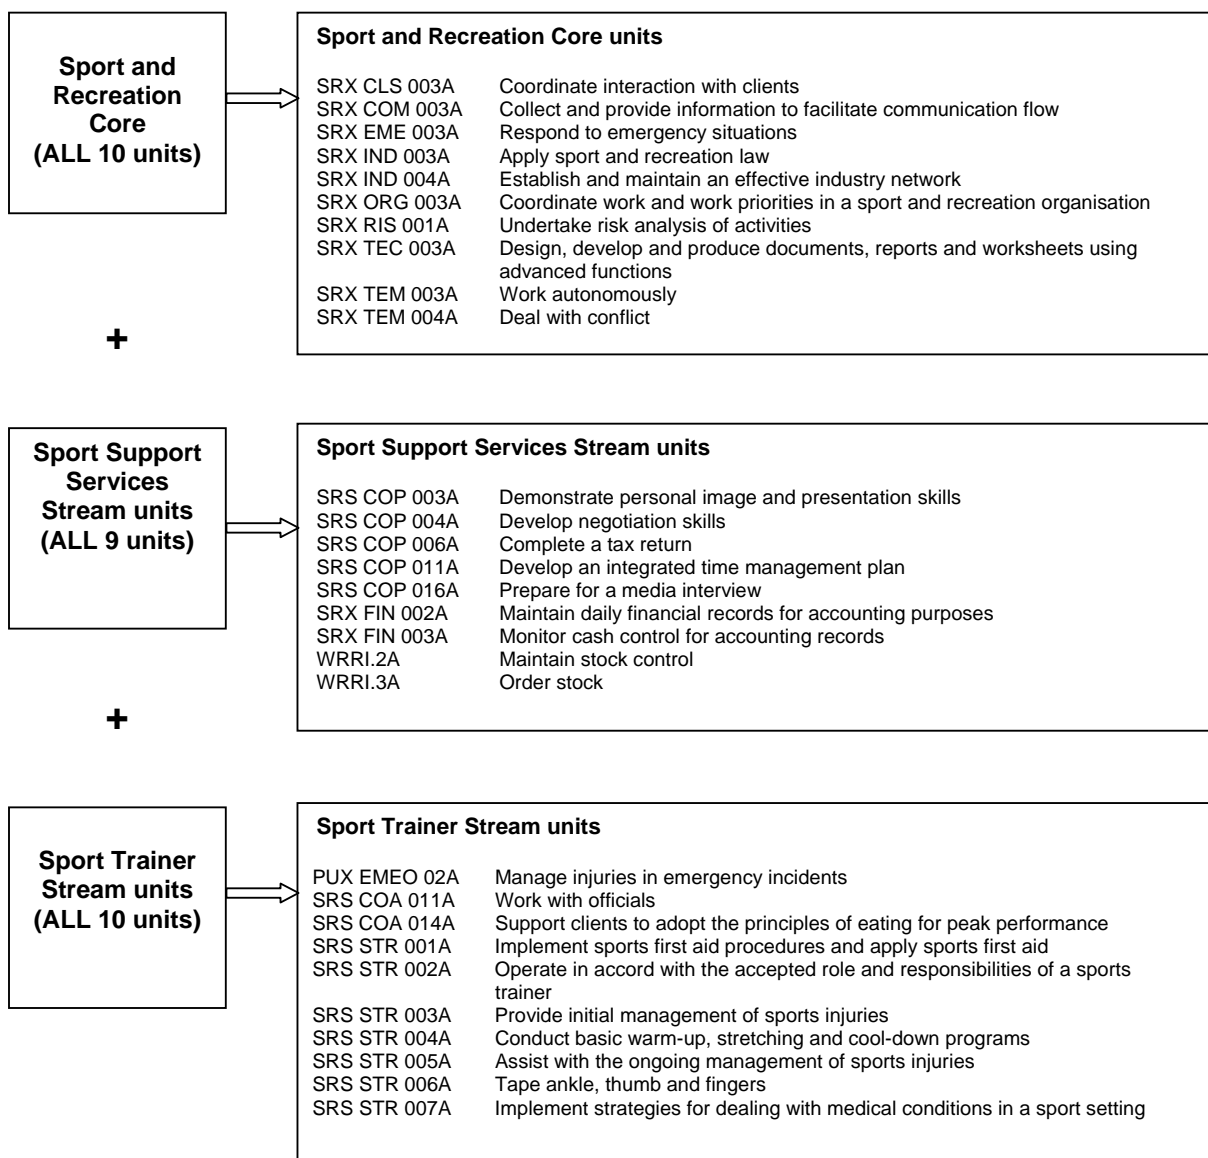 Sport and
Recreation
Core
(ALL 10 units)
Sport and Recreation Core units
SRX CLS 003A Coordinate interaction with clients
SRX COM 003A Collect and provide information to facilitate communication flow
SRX EME 003A Respond to emergency situations
SRX IND 003A Apply sport and recreation law
SRX IND 004A Establish and maintain an effective industry network
SRX ORG 003A Coordinate work and work priorities in a sport and recreation organisation
SRX RIS 001A Undertake risk analysis of activities
SRX TEC 003A Design, develop and produce documents, reports and worksheets using
advanced functions
SRX TEM 003A Work autonomously
SRX TEM 004A Deal with conflict
+
Sport Support
Services
Stream units
(ALL 9 units)
Sport Support Services Stream units
SRS COP 003A Demonstrate personal image and presentation skills
SRS COP 004A Develop negotiation skills
SRS COP 006A Complete a tax return
SRS COP 011A Develop an integrated time management plan
SRS COP 016A Prepare for a media interview
SRX FIN 002A Maintain daily financial records for accounting purposes
SRX FIN 003A Monitor cash control for accounting records
WRRI.2A Maintain stock control
WRRI.3A Order stock
+
Sport Trainer
Stream units
(ALL 10 units)
Sport Trainer Stream units
PUX EMEO 02A Manage injuries in emergency incidents
SRS COA 011A Work with officials
SRS COA 014A Support clients to adopt the principles of eating for peak performance
SRS STR 001A Implement sports first aid procedures and apply sports first aid
SRS STR 002A Operate in accord with the accepted role and responsibilities of a sports
trainer
SRS STR 003A Provide initial management of sports injuries
SRS STR 004A Conduct basic warm-up, stretching and cool-down programs
SRS STR 005A Assist with the ongoing management of sports injuries
SRS STR 006A Tape ankle, thumb and fingers
SRS STR 007A Implement strategies for dealing with medical conditions in a sport setting